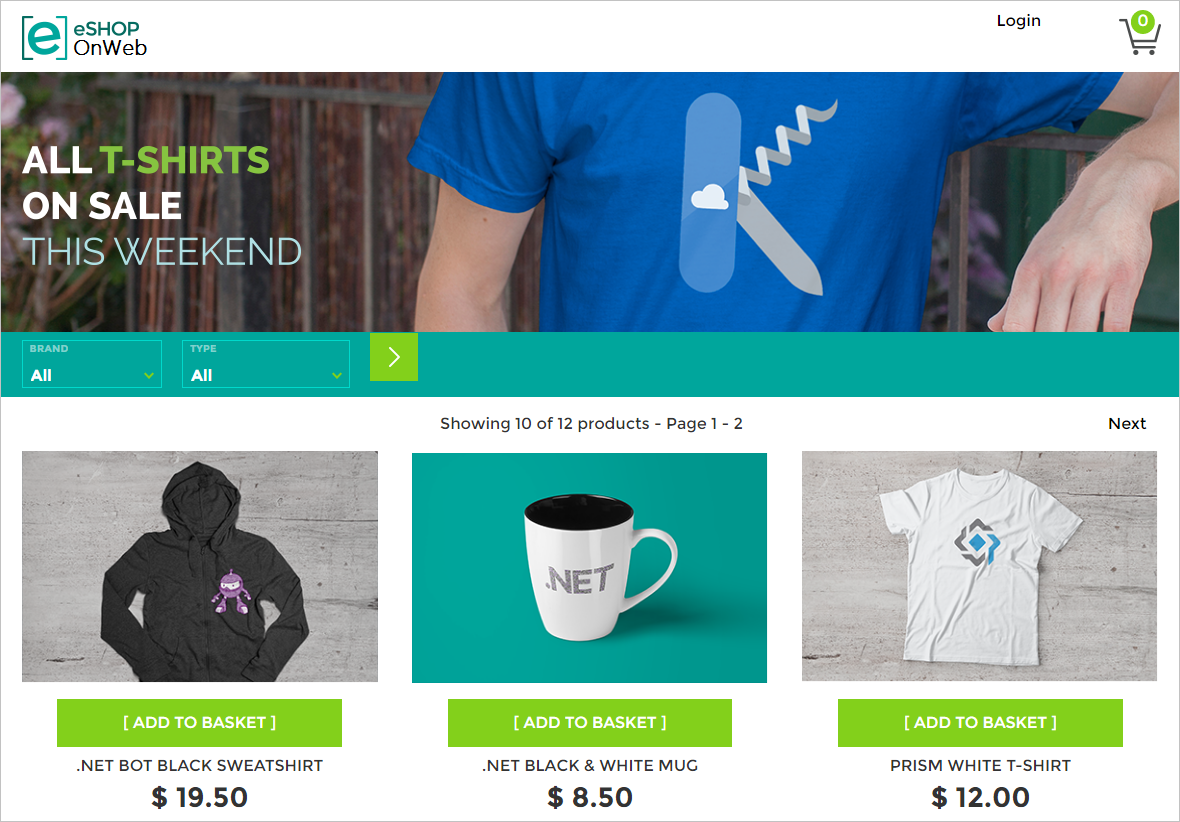 eSHOP
OnWeb
Login
0
ALL T-SHIRTS
ON SALE
THIS WEEKEND
BRAND
All
TYPE
All
Showing 10 of 12 products - Page 1 - 2
Next
.NET
[ ADD TO BASKET ]
[ ADD TO BASKET ]
[ ADD TO BASKET ]
.NET BOT BLACK SWEATSHIRT
.NET BLACK & WHITE MUG
PRISM WHITE T-SHIRT
$ 19.50
$ 8.50
$ 12.00